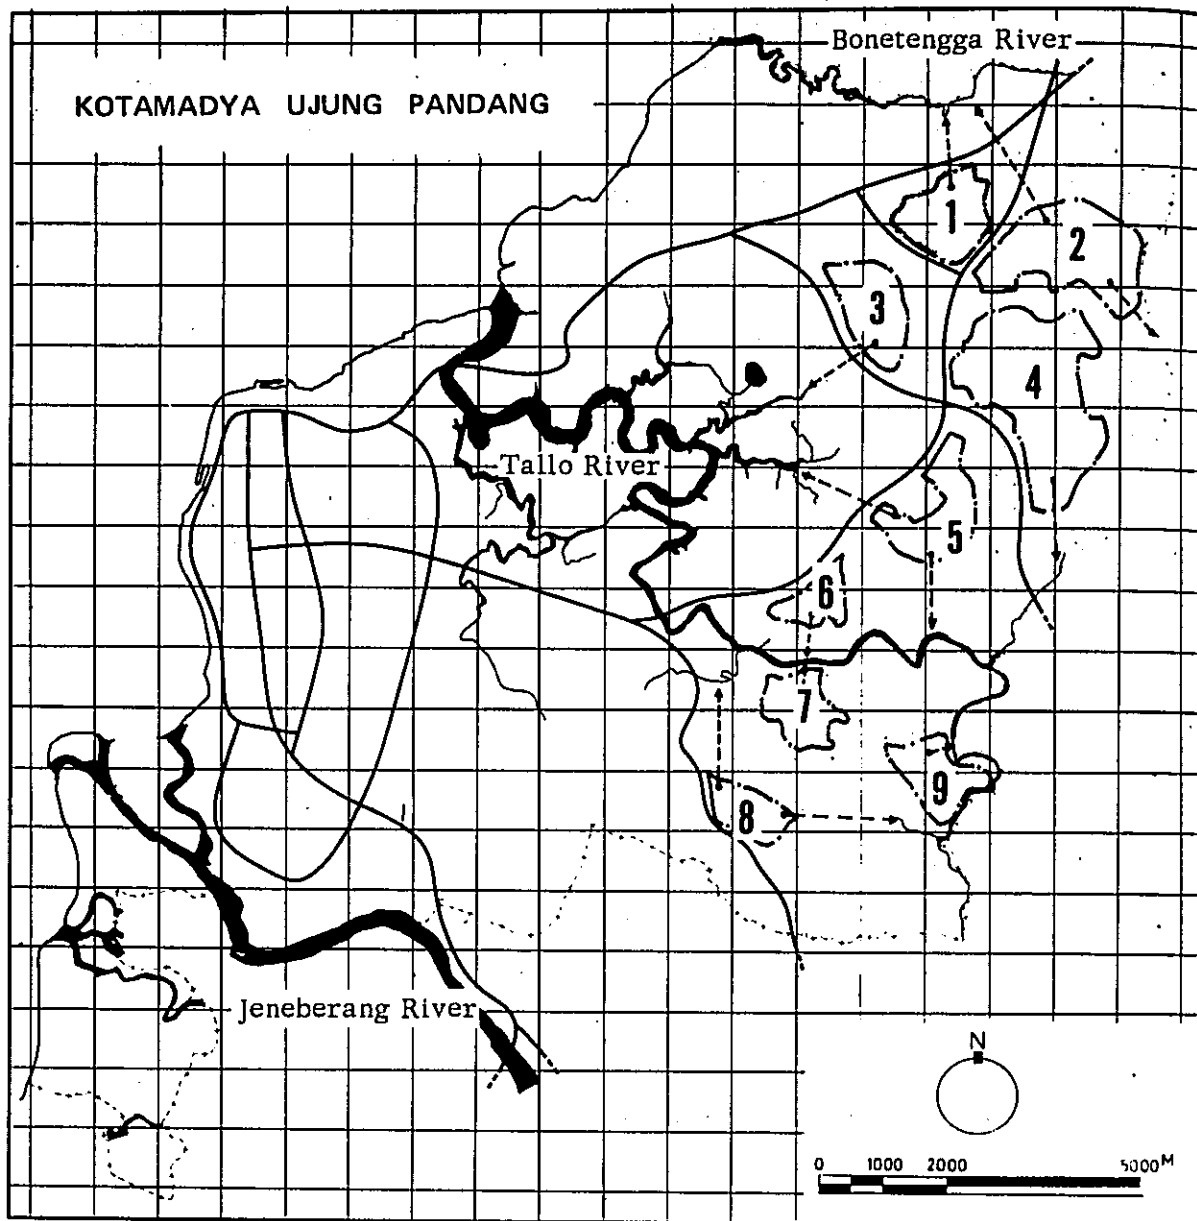 Bonetengga River
KOTAMADYA UJUNG PANDANG
1
2
3
4
Tallo River
5
6
7
9
8
Jeneberang River
N
0 1000 2000 5000M